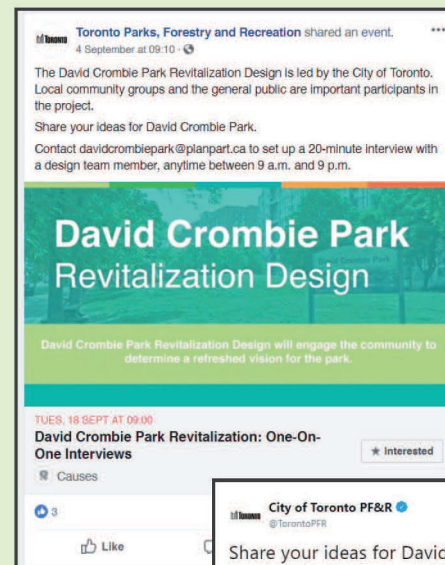 Toronto
Toronto Parks, Forestry and Recreation shared an event.
4 September at 09:10
The David Crombie Park Revitalization Design is led by the City of Toronto.
Local community groups and the general public are important participants in
the project.
Share your ideas for David Crombie Park.
Contact davidcrombiepark@planpart.ca to set up a 20-minute interview with
a design team member, anytime between 9 a.m. and 9 p.m.
David Crombie Park
Revitalization Design
David Crombie Park Revitalization Design will engage the community to
determine a refreshed vision for the park.
TUES, 18 SEPT AT 09:00
David Crombie Park Revitalization: One-On-
One Interviews
Interested
Causes
3
Like
Toronto
City of Toronto PF&R
@TorontoPFR
Share your ideas for David